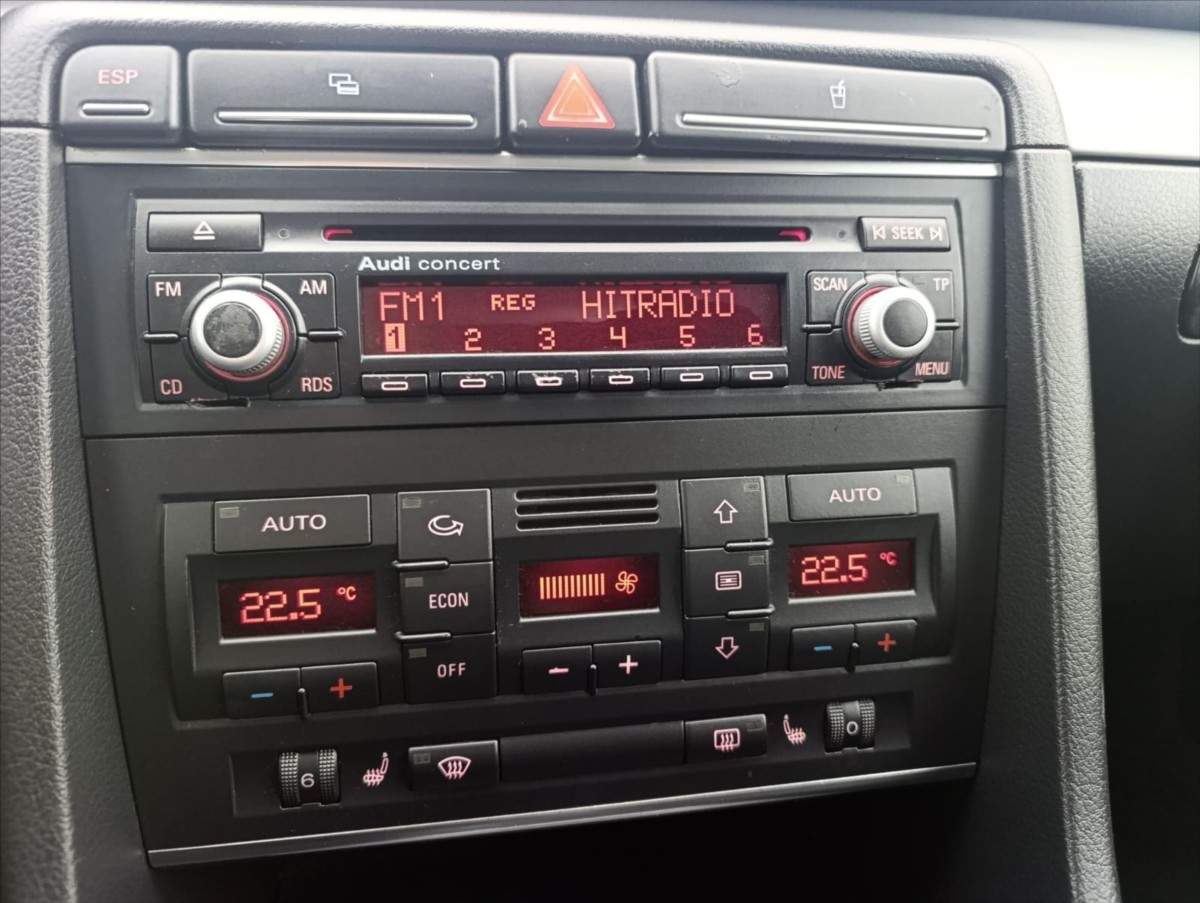 ESP
SEEK
Audi concert
FM AM
FM1 REG HITRADIO
1 2 3 4 5 6
CD RDS
SCAN TP
TONE MENU
AUTO
22.5 °C
ECON
OFF
AUTO
22.5 °C
6
0